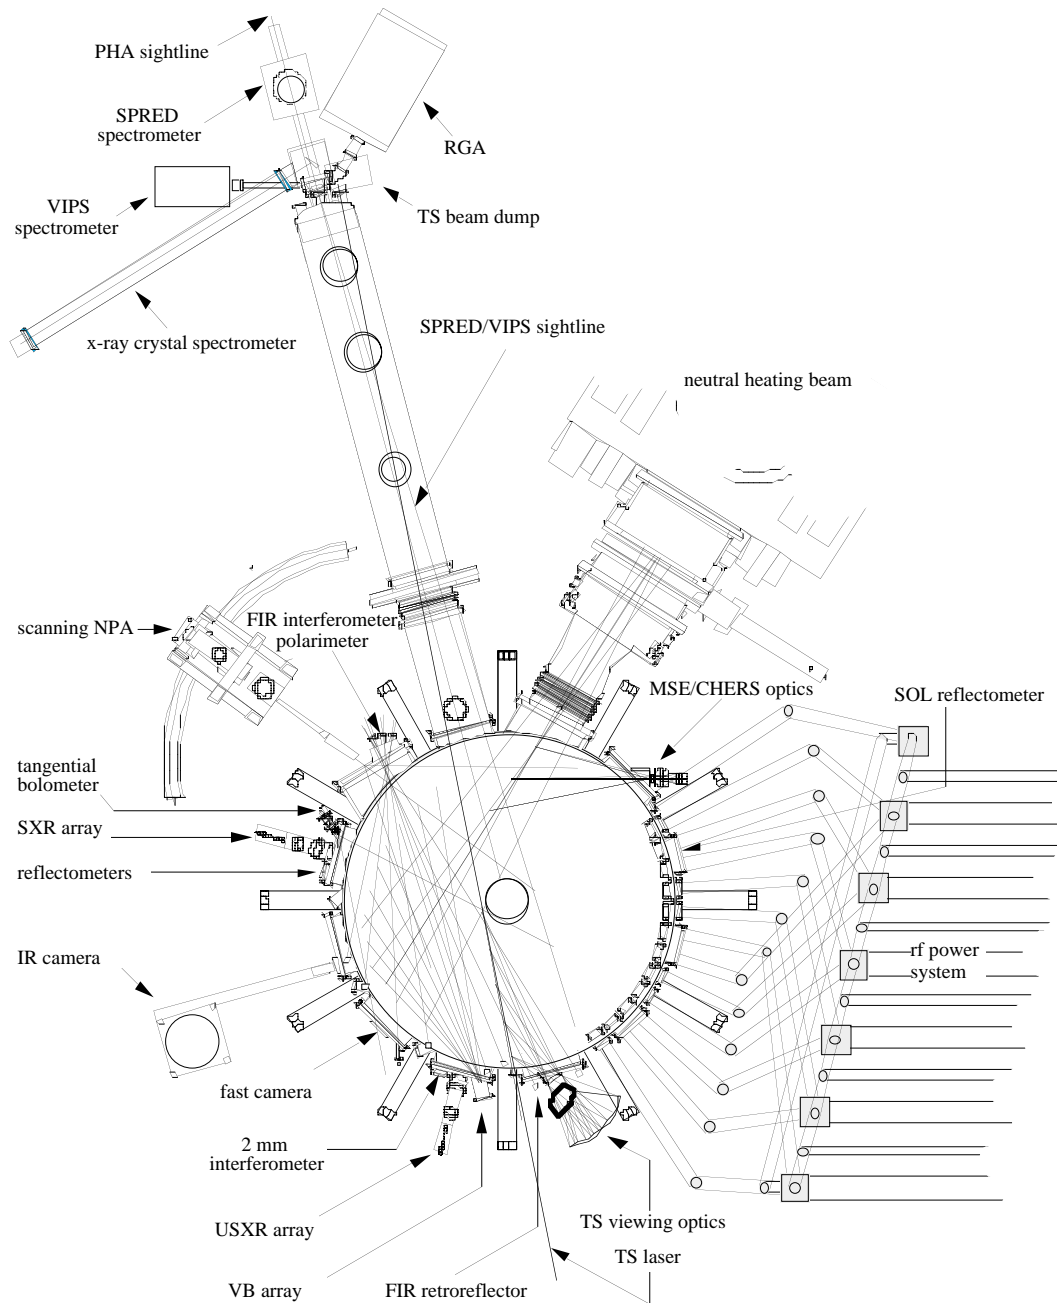 PHA sightline
SPRED
spectrometer
RGA
VIPS
spectrometer
TS beam dump
SPRED/VIPS sightline
x-ray crystal spectrometer
neutral heating beam
FIR interferometer
polarimeter
scanning NPA
MSE/CHERS optics
SOL reflectometer
tangential
bolometer
SXR array
reflectometers
IR camera
rf power
system
fast camera
2 mm
interferometer
USXR array
TS viewing optics
TS laser
VB array
FIR retroreflector